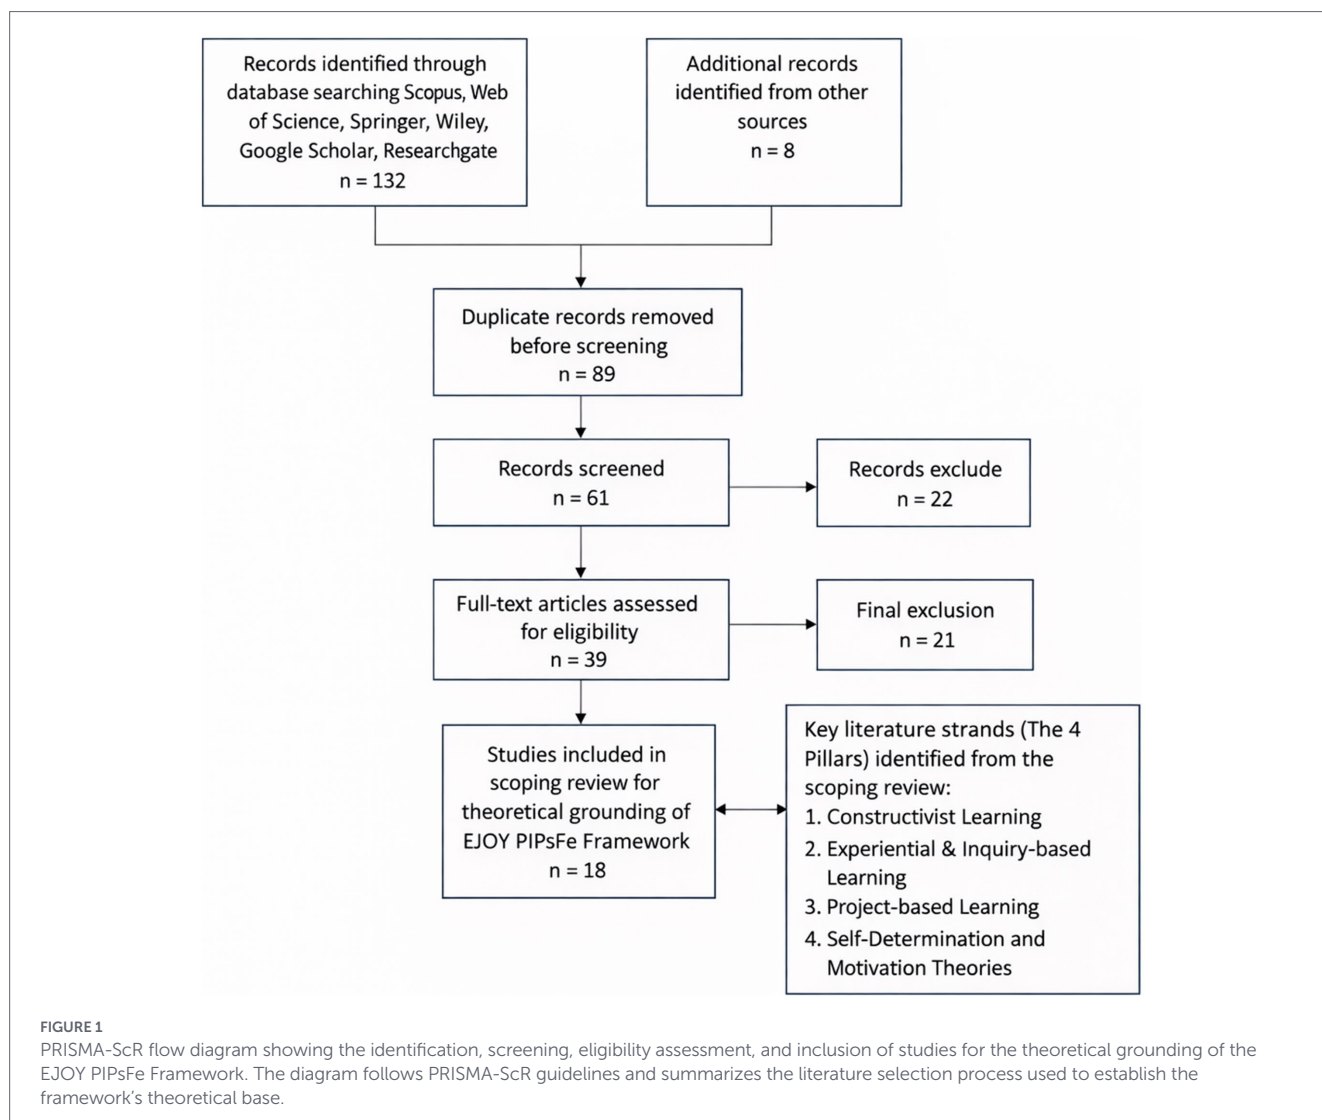 Records identified through
database searching Scopus, Web
of Science, Springer, Wiley,
Google Scholar, Researchgate
n = 132
Additional records
identified from other
sources
n = 8
Duplicate records removed
before screening
n = 89
Records screened
n = 61
Records exclude
n = 22
Full-text articles assessed
for eligibility
n = 39
Final exclusion
n = 21
Studies included in
scoping review for
theoretical grounding of
EJOY PIPsFe Framework
n = 18
Key literature strands (The 4
Pillars) identified from the
scoping review:
1. Constructivist Learning
2. Experiential & Inquiry-based
Learning
3. Project-based Learning
4. Self-Determination and
Motivation Theories
FIGURE 1
PRISMA-ScR flow diagram showing the identification, screening, eligibility assessment, and inclusion of studies for the theoretical grounding of the
EJOY PIPsFe Framework. The diagram follows PRISMA-ScR guidelines and summarizes the literature selection process used to establish the
framework's theoretical base.